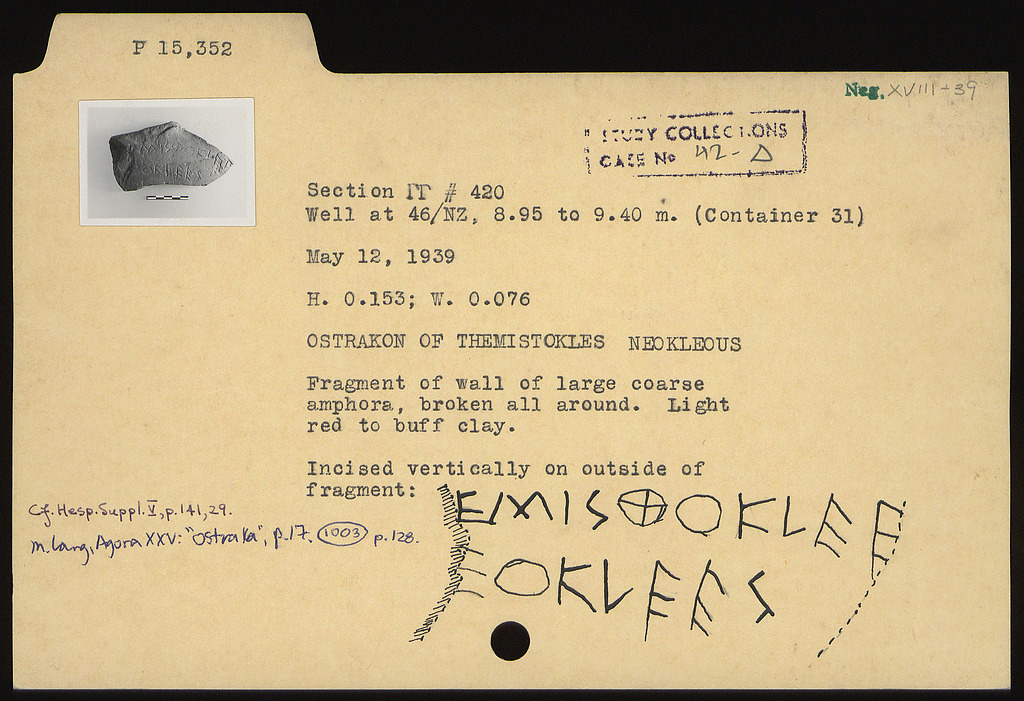 P 15,352
Neg. XVIII-39
STUDY COLLECTIONS
CASE No 42-Δ
Section # 420
Well at 46/NZ, 8.95 to 9.40 m. (Container 31)
May 12, 1939
H. 0.153; W. 0.076
OSTRAKON OF THEMISTOKLES NEOKLEOUS
Fragment of wall of large coarse
amphora, broken all around. Light
red to buff clay.
Incised vertically on outside of
fragment:
EMIS⊕OKLEE
EOKLEES
Cf. Hesp. Suppl. V, p. 141, 29.
M. Lang, Agora XXV: "Ostraka", p. 17. 1003 p. 128.